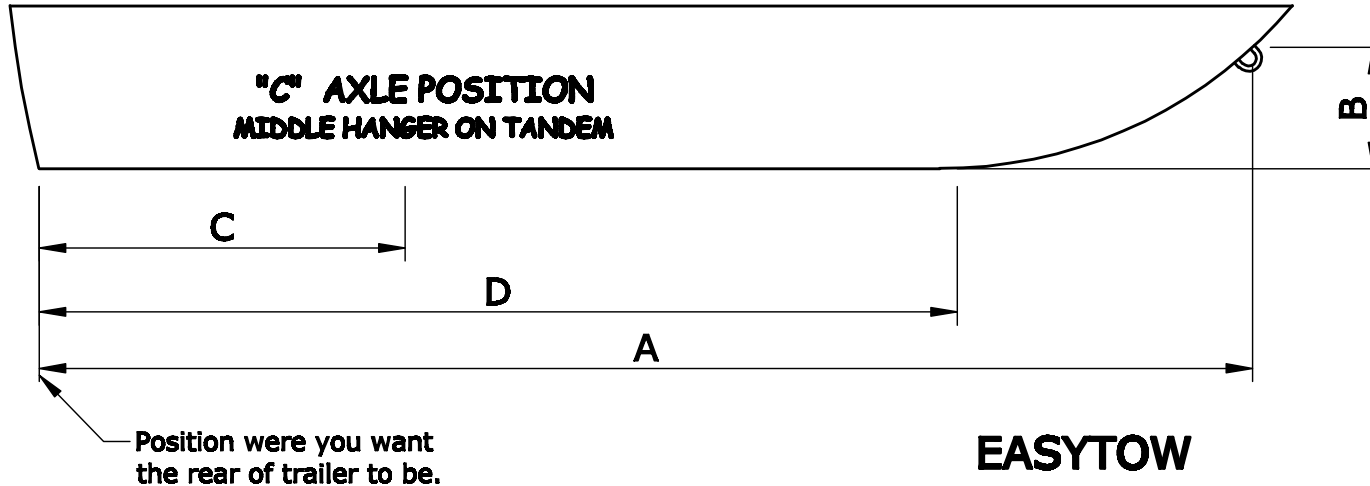 "C" AXLE POSITION
MIDDLE HANGER ON TANDEM
B
C
D
A
Position were you want
the rear of trailer to be.
EASYTOW